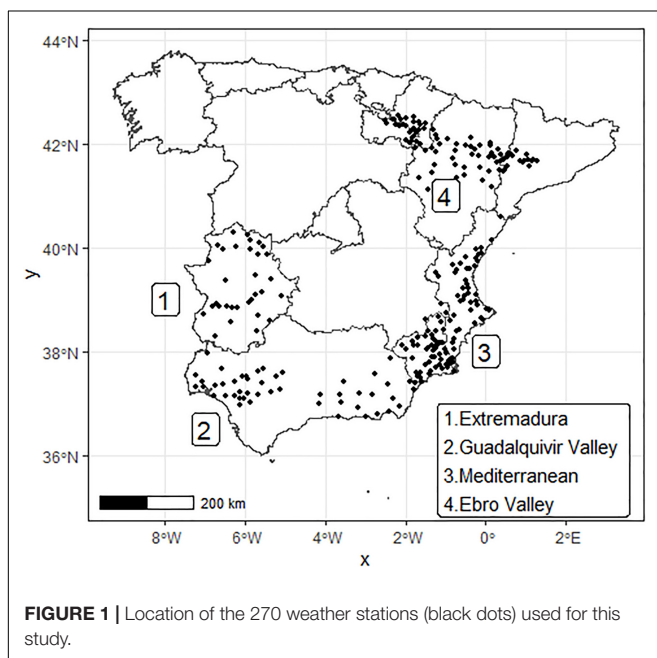 44°N
42°N
40°N
38°N
36°N
y
4
1
3
2
1.Extremadura
2.Guadalquivir Valley
3.Mediterranean
4.Ebro Valley
200 km
8°W 6°W 4°W 2°W 0° 2°E
x
FIGURE 1 | Location of the 270 weather stations (black dots) used for this
study.